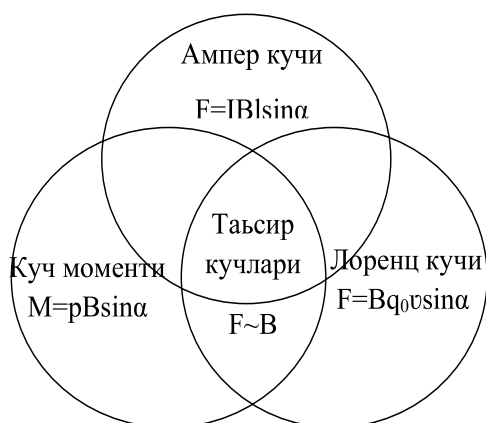 Ампер кучи
F=IBlsinα
Таьсир
кучлари
Куч моменти
M=pBsinα
Лоренц кучи
F=Bq₀υsinα
F~B